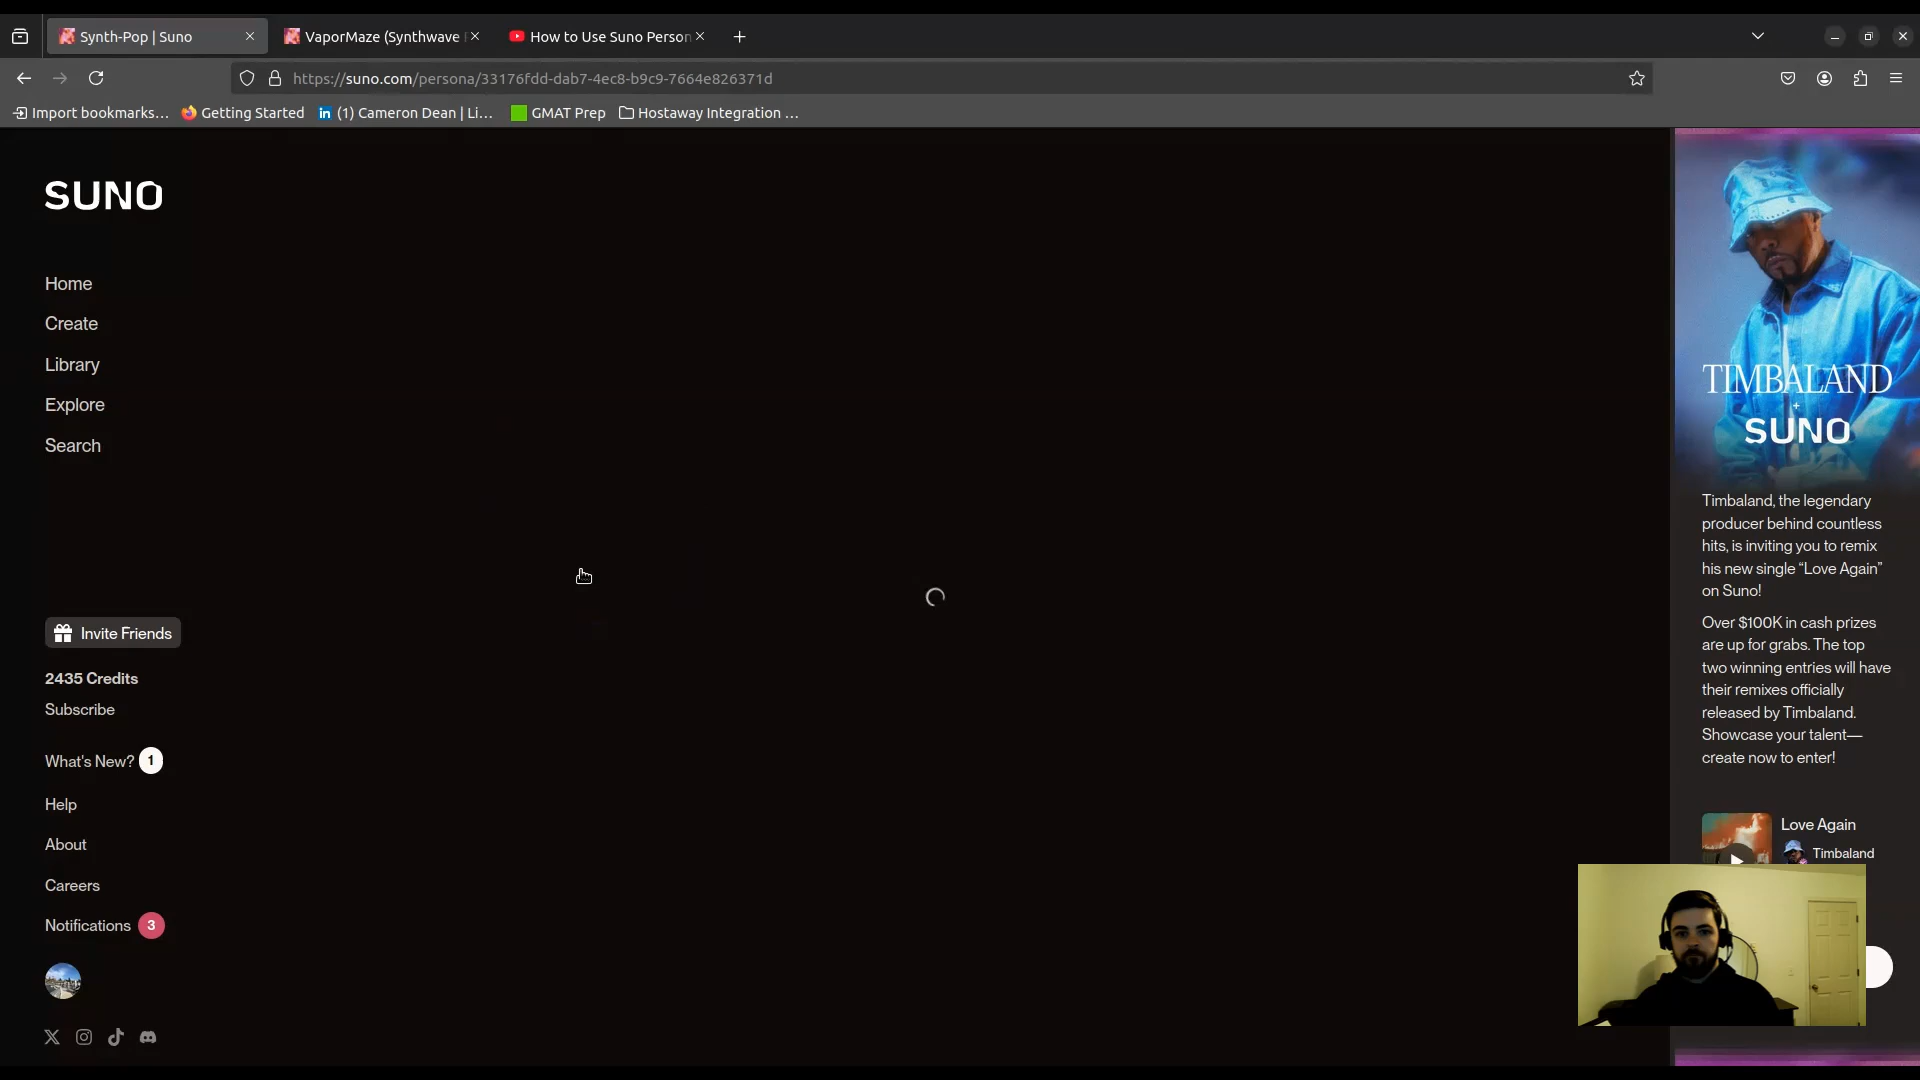 Synth-Pop | Suno
VaporMaze (Synthwave
How to Use Suno Person
https://suno.com/persona/33176fdd-dab7-4ec8-b9c9-7664e826371d
Import bookmarks...
Getting Started
(1) Cameron Dean | Li...
GMAT Prep
Hostaway Integration ...
SUNO
Home
Create
Library
Explore
Search
Invite Friends
2435 Credits
Subscribe
What's New? 1
Help
About
Careers
Notifications 3
TIMBALAND
+
SUNO
Timbaland, the legendary
producer behind countless
hits, is inviting you to remix
his new single “Love Again”
on Suno!
Over $100K in cash prizes
are up for grabs. The top
two winning entries will have
their remixes officially
released by Timbaland.
Showcase your talent—
create now to enter!
Love Again
Timbaland